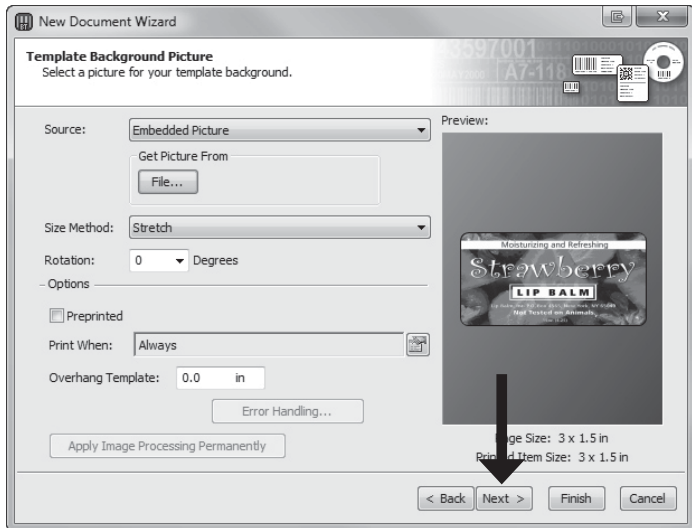 New Document Wizard
Template Background Picture
Select a picture for your template background.
3597001
A7-118
Source: Embedded Picture
Get Picture From
File...
Size Method: Stretch
Rotation: 0 Degrees
Options
Preprinted
Print When: Always
Overhang Template: 0.0 in
Error Handling...
Apply Image Processing Permanently
Preview:
Moisturizing and Refreshing
Strawberry
LIP BALM
Not Tested on Animals
Page Size: 3 x 1.5 in
Printed Item Size: 3 x 1.5 in
< Back Next > Finish Cancel